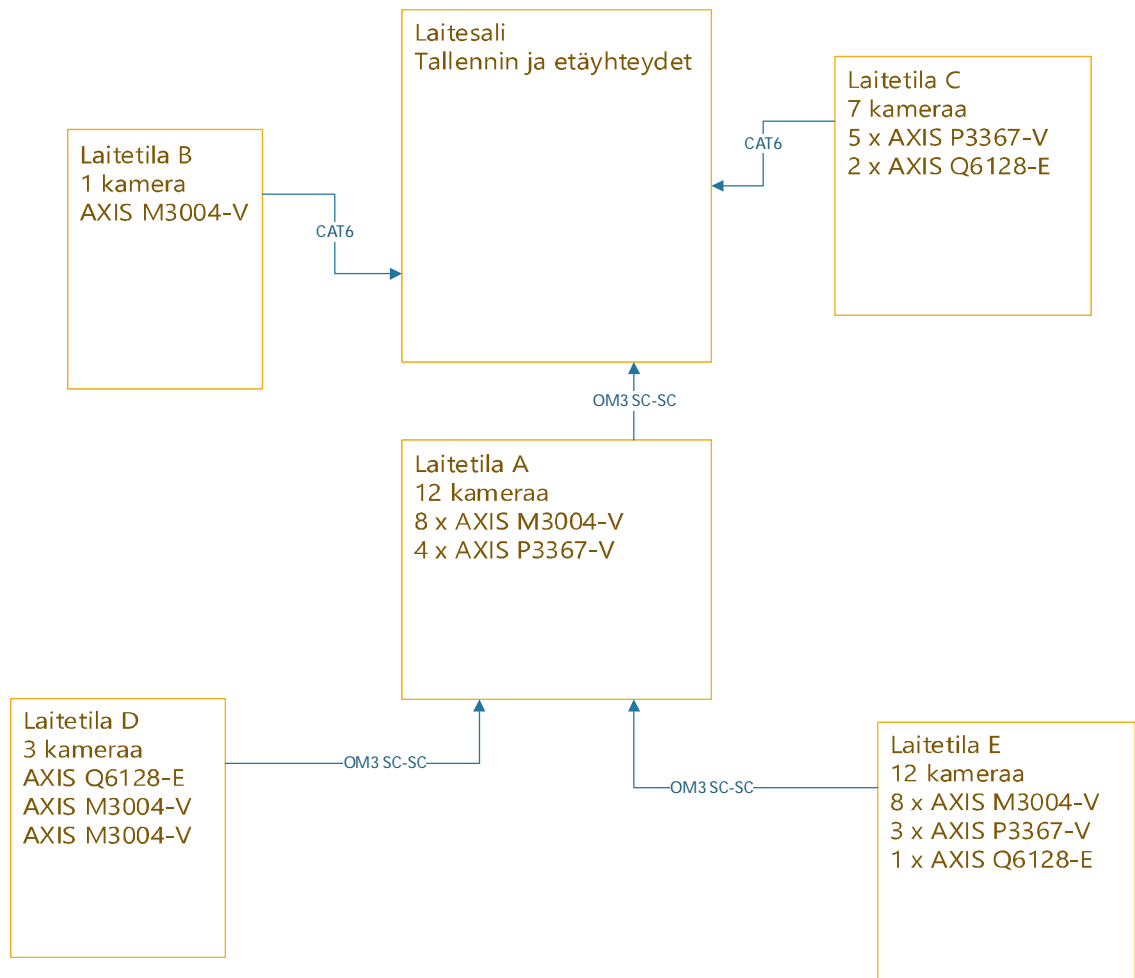 Laitesali
Tallennin ja etäyhteydet
Laitetila C
7 kameraa
5 x AXIS P3367-V
2 x AXIS Q6128-E
CAT6
Laitetila B
1 kamera
AXIS M3004-V
CAT6
OM3 SC-SC
Laitetila A
12 kameraa
8 x AXIS M3004-V
4 x AXIS P3367-V
Laitetila D
3 kameraa
AXIS Q6128-E
AXIS M3004-V
AXIS M3004-V
OM3 SC-SC
OM3 SC-SC
Laitetila E
12 kameraa
8 x AXIS M3004-V
3 x AXIS P3367-V
1 x AXIS Q6128-E